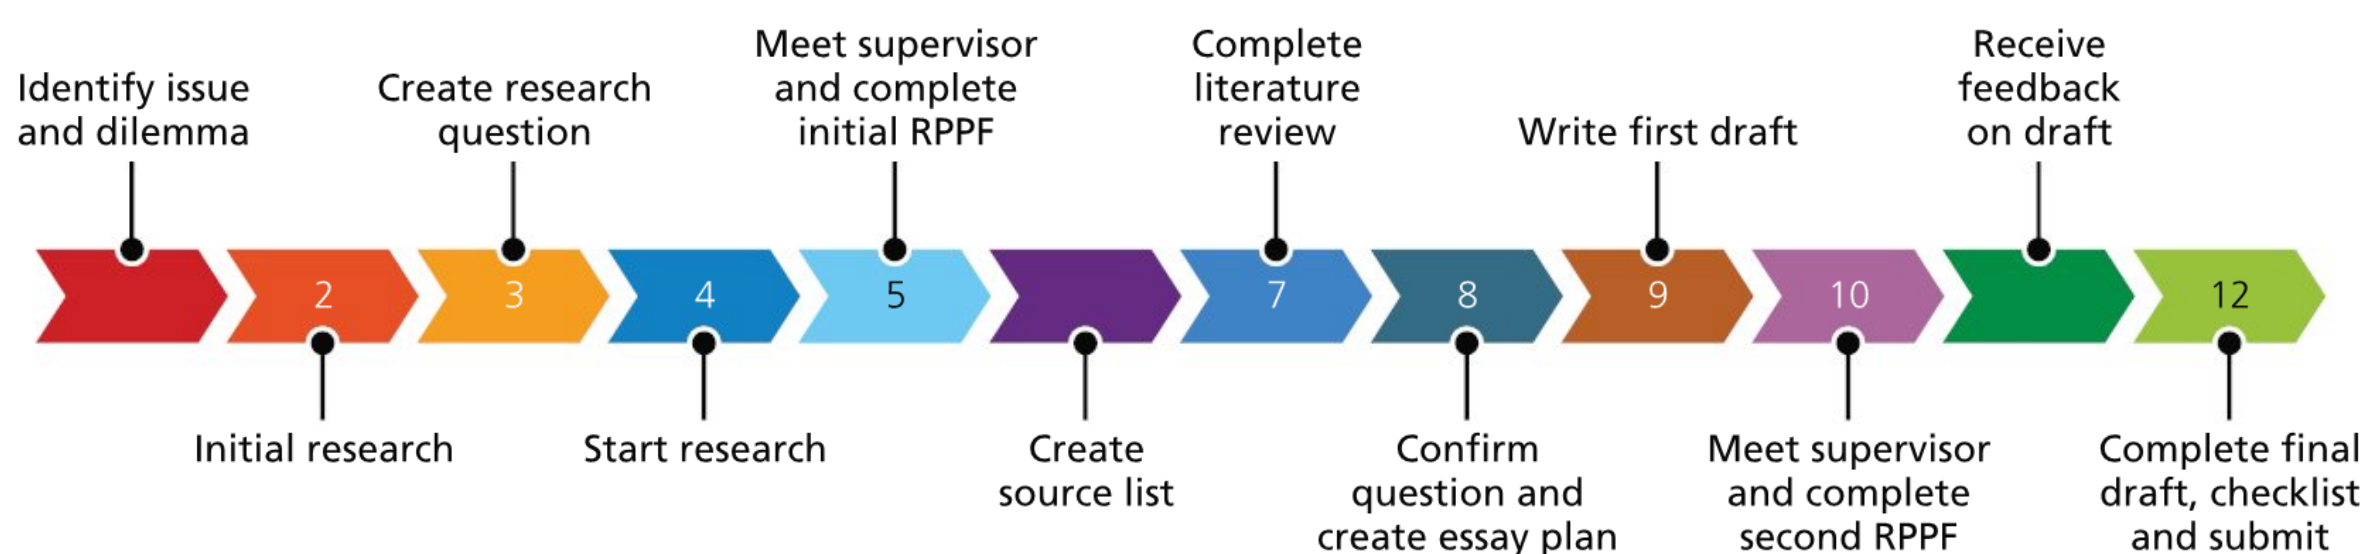 Identify issue
and dilemma
2
Initial research
Create research
question
3
4
Start research
Meet supervisor
and complete
initial RPPF
5
Create
source list
Complete
literature
review
7
8
Confirm
question and
create essay plan
Write first draft
9
10
Meet supervisor
and complete
second RPPF
Receive
feedback
on draft
12
Complete final
draft, checklist
and submit